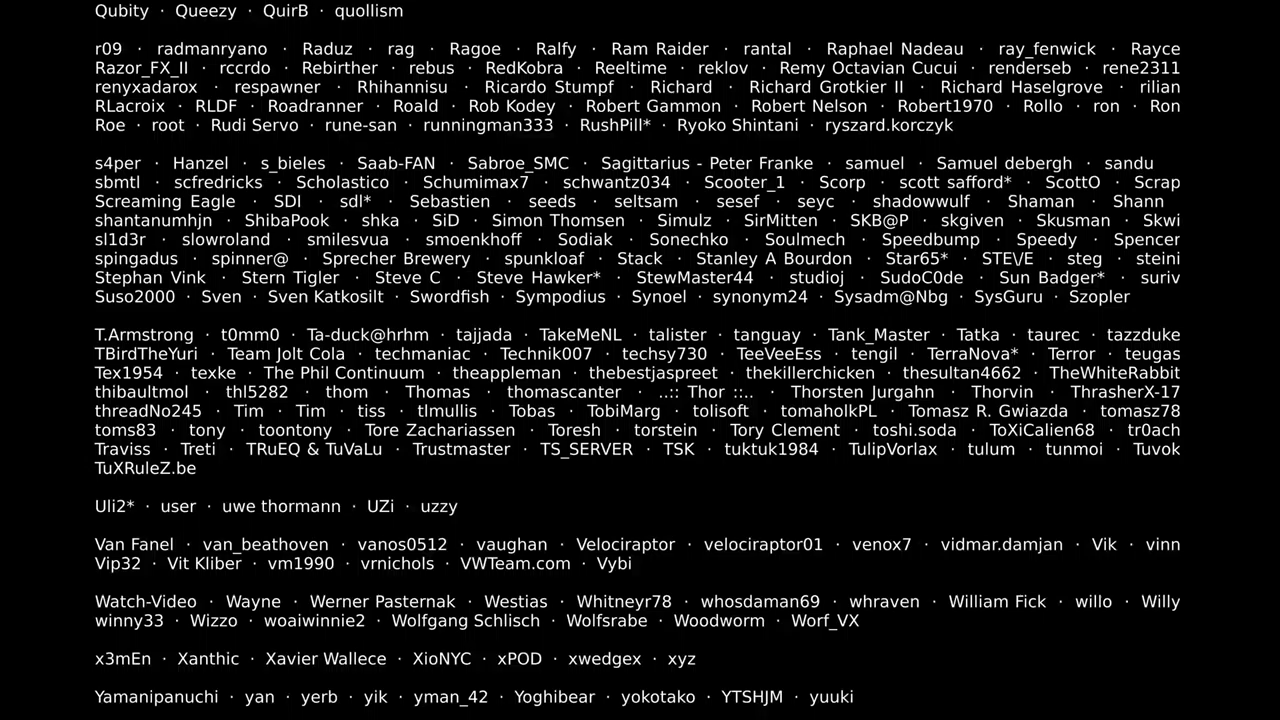 Qubity · Queezy · QuirB · quollism
r09 · radmanryano · Raduz · rag · Ragoe · Ralfy · Ram Raider · rantal · Raphael Nadeau · ray_fenwick · Rayce
Razor_FX_II · rccrdo · Rebirther · rebus · RedKobra · Reeltime · reklov · Remy Octavian Cucui · renderseb · rene2311
renyxadarox · respawner · Rhihannisu · Ricardo Stumpf · Richard · Richard Grotkier II · Richard Haselgrove · rilian
RLacroix · RLDF · Roadranner · Roald · Rob Kodey · Robert Gammon · Robert Nelson · Robert1970 · Rollo · ron · Ron
Roe · root · Rudi Servo · rune-san · runningman333 · RushPill* · Ryoko Shintani · ryszard.korczyk
s4per · Hanzel · s_bieles · Saab-FAN · Sabroe_SMC · Sagittarius - Peter Franke · samuel · Samuel debergh · sandu
sbmtl · scfredricks · Scholastico · Schumimax7 · schwantz034 · Scooter_1 · Scorp · scott safford* · ScottO · Scrap
Screaming Eagle · SDI · sdl* · Sebastien · seeds · seltsam · sesef · seyc · shadowwulf · Shaman · Shann
shantanumhjn · ShibaPook · shka · SiD · Simon Thomsen · Simulz · SirMitten · SKB@P · skgiven · Skusman · Skwi
sl1d3r · slowroland · smilesvua · smoenkhoff · Sodiak · Sonechko · Soulmech · Speedbump · Speedy · Spencer
spingadus · spinner@ · Sprecher Brewery · spunkloaf · Stack · Stanley A Bourdon · Star65* · STE\/E · steg · steini
Stephan Vink · Stern Tigler · Steve C · Steve Hawker* · StewMaster44 · studioj · SudoC0de · Sun Badger* · suriv
Suso2000 · Sven · Sven Katkosilt · Swordfish · Sympodius · Synoel · synonym24 · Sysadm@Nbg · SysGuru · Szopler
T.Armstrong · t0mm0 · Ta-duck@hrhm · tajjada · TakeMeNL · talister · tanguay · Tank_Master · Tatka · taurec · tazzduke
TBirdTheYuri · Team Jolt Cola · techmaniac · Technik007 · techsy730 · TeeVeeEss · tengil · TerraNova* · Terror · teugas
Tex1954 · texke · The Phil Continuum · theappleman · thebestjaspreet · thekillerchicken · thesultan4662 · TheWhiteRabbit
thibaultmol · thl5282 · thom · Thomas · thomascanter · ..:: Thor ::.. · Thorsten Jurgahn · Thorvin · ThrasherX-17
threadNo245 · Tim · Tim · tiss · tlmullis · Tobas · TobiMarg · tolisoft · tomaholkPL · Tomasz R. Gwiazda · tomasz78
toms83 · tony · toontony · Tore Zachariassen · Toresh · torstein · Tory Clement · toshi.soda · ToXiCalien68 · tr0ach
Traviss · Treti · TRuEQ & TuVaLu · Trustmaster · TS_SERVER · TSK · tuktuk1984 · TulipVorlax · tulum · tunmoi · Tuvok
TuXRuleZ.be
Uli2* · user · uwe thormann · UZi · uzzy
Van Fanel · van_beathoven · vanos0512 · vaughan · Velociraptor · velociraptor01 · venox7 · vidmar.damjan · Vik · vinn
Vip32 · Vit Kliber · vm1990 · vrnichols · VWTeam.com · Vybi
Watch-Video · Wayne · Werner Pasternak · Westias · Whitneyr78 · whosdaman69 · whraven · William Fick · willo · Willy
winny33 · Wizzo · woaiwinnie2 · Wolfgang Schlisch · Wolfsrabe · Woodworm · Worf_VX
x3mEn · Xanthic · Xavier Wallece · XioNYC · xPOD · xwedgex · xyz
Yamanipanuchi · yan · yerb · yik · yman_42 · Yoghibear · yokotako · YTSHJM · yuuki